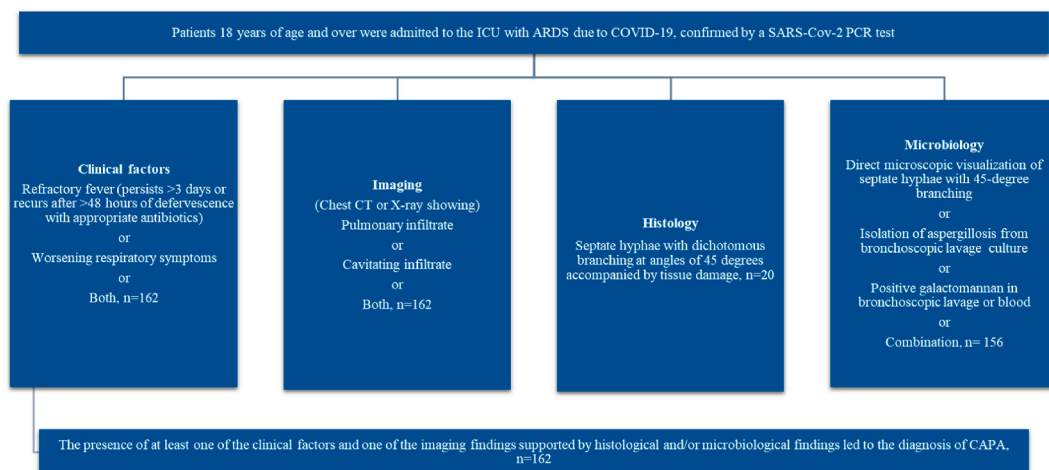 Patients 18 years of age and over were admitted to the ICU with ARDS due to COVID-19, confirmed by a SARS-Cov-2 PCR test
Clinical factors
Refractory fever (persists >3 days or
recurs after >48 hours of defervescence
with appropriate antibiotics)
or
Worsening respiratory symptoms
or
Both, n=162
Imaging
(Chest CT or X-ray showing)
Pulmonary infiltrate
or
Cavitating infiltrate
or
Both, n=162
Histology
Septate hyphae with dichotomous
branching at angles of 45 degrees
accompanied by tissue damage, n=20
Microbiology
Direct microscopic visualization of
septate hyphae with 45-degree
branching
or
Isolation of aspergillosis from
bronchoscopic lavage culture
or
Positive galactomannan in
bronchoscopic lavage or blood
or
Combination, n= 156
The presence of at least one of the clinical factors and one of the imaging findings supported by histological and/or microbiological findings led to the diagnosis of CAPA,
n=162